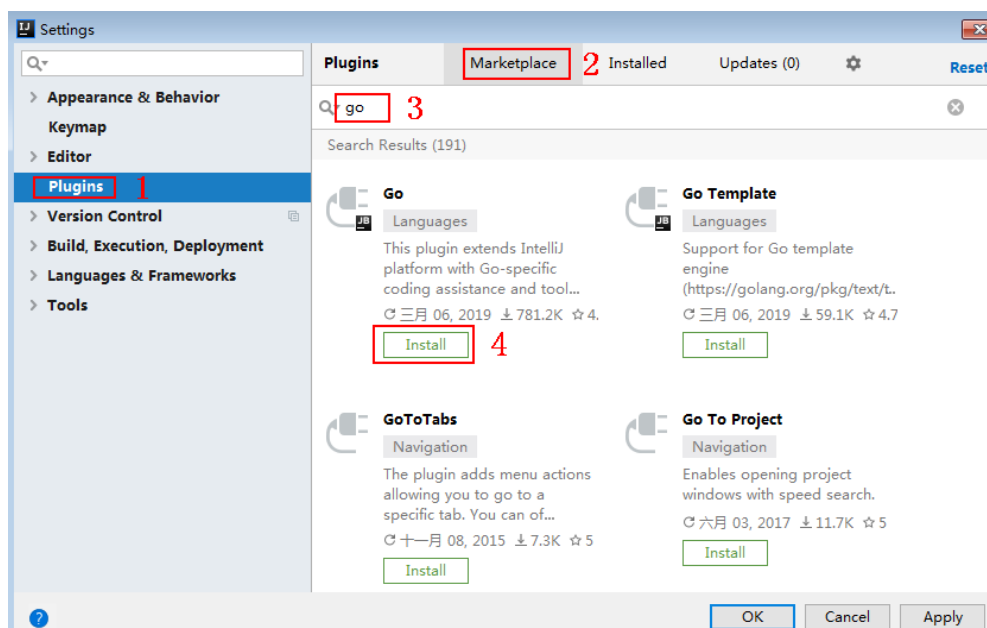 IJ Settings
Appearance & Behavior
Keymap
Editor
Plugins 1
Version Control
Build, Execution, Deployment
Languages & Frameworks
Tools
Plugins Marketplace 2 Installed Updates (0) Reset
go 3
Search Results (191)
Go
JB Languages
This plugin extends IntelliJ
platform with Go-specific
coding assistance and tool...
三月 06, 2019 781.2K 4.
Install 4
Go Template
JB Languages
Support for Go template
engine
(https://golang.org/pkg/text/t..
三月 06, 2019 59.1K 4.7
Install
GoToTabs
Navigation
The plugin adds menu actions
allowing you to go to a
specific tab. You can of...
十一月 08, 2015 7.3K 5
Install
Go To Project
Navigation
Enables opening project
windows with speed search.
六月 03, 2017 11.7K 5
Install
? OK Cancel Apply